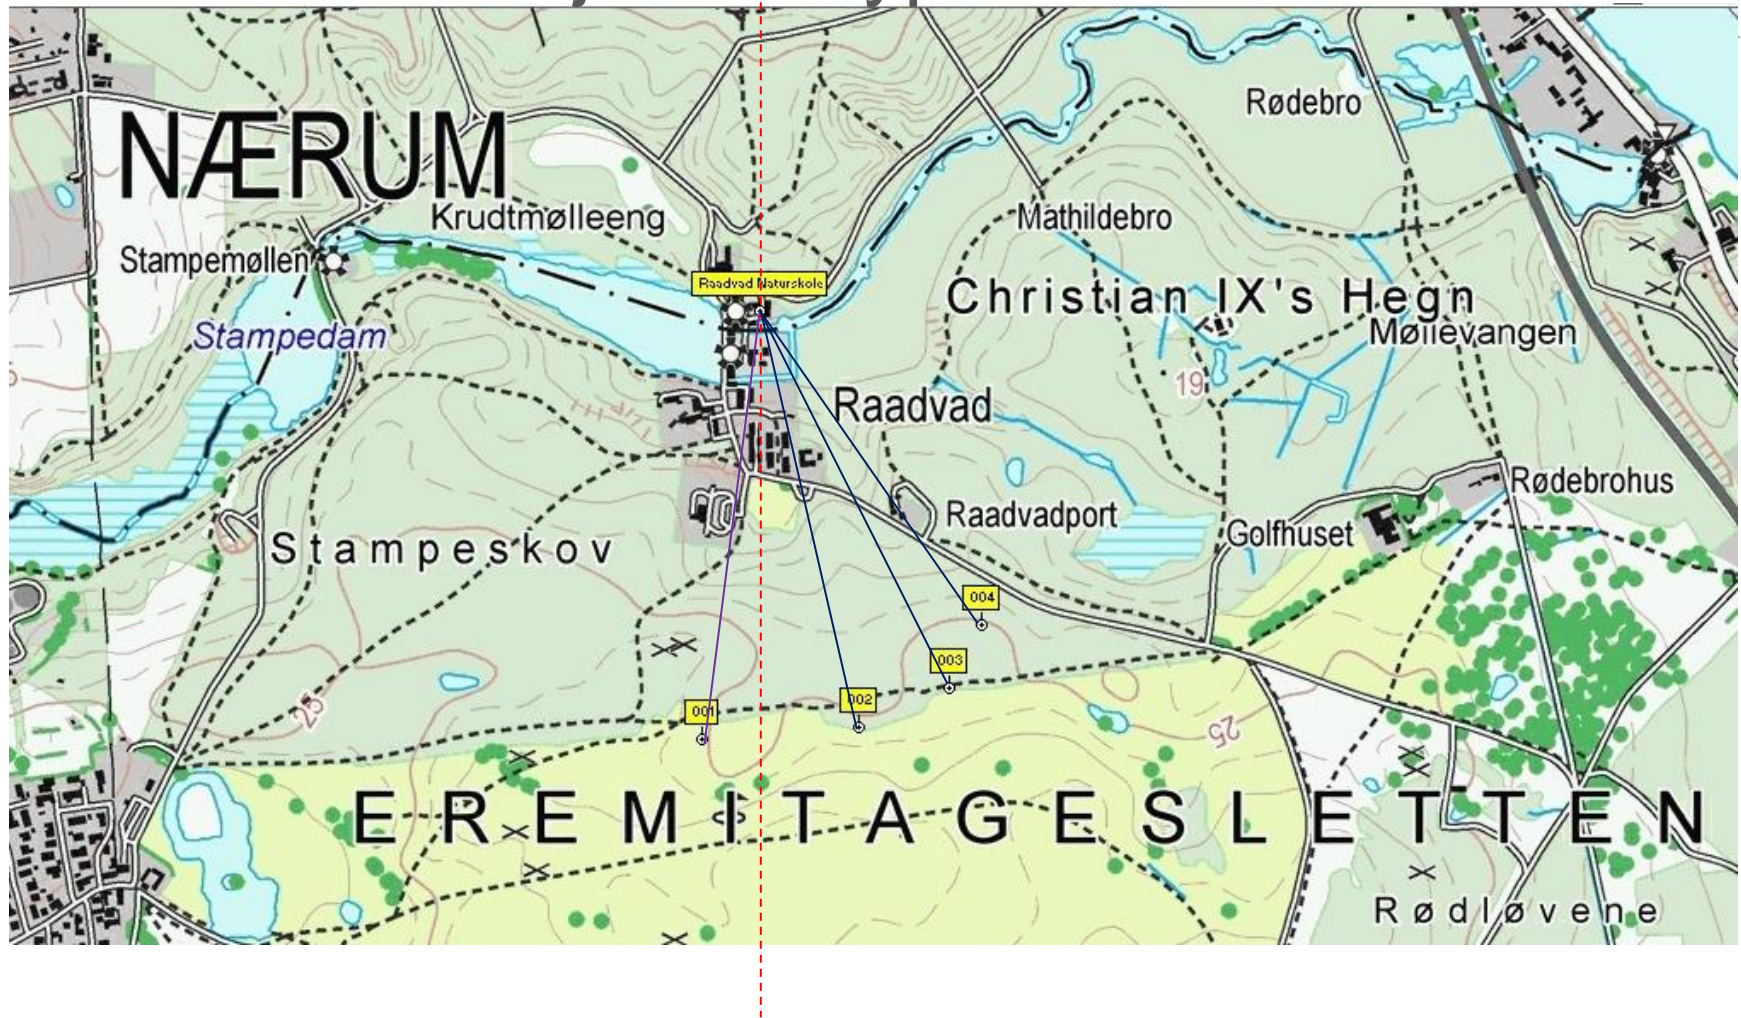 Rødebro
NÆRUM
Krudtmølleeng
Mathildebro
Stampemøllen
Raadvad Naturskole
Christian IX's Hegn
Stampedam
Møllevangen
19
Raadvad
Rødebrohus
Raadvadport
Golfhuset
Stampeskov
004
003
002
001
25
25
EREMITAGESLETTEN
Rødløvene